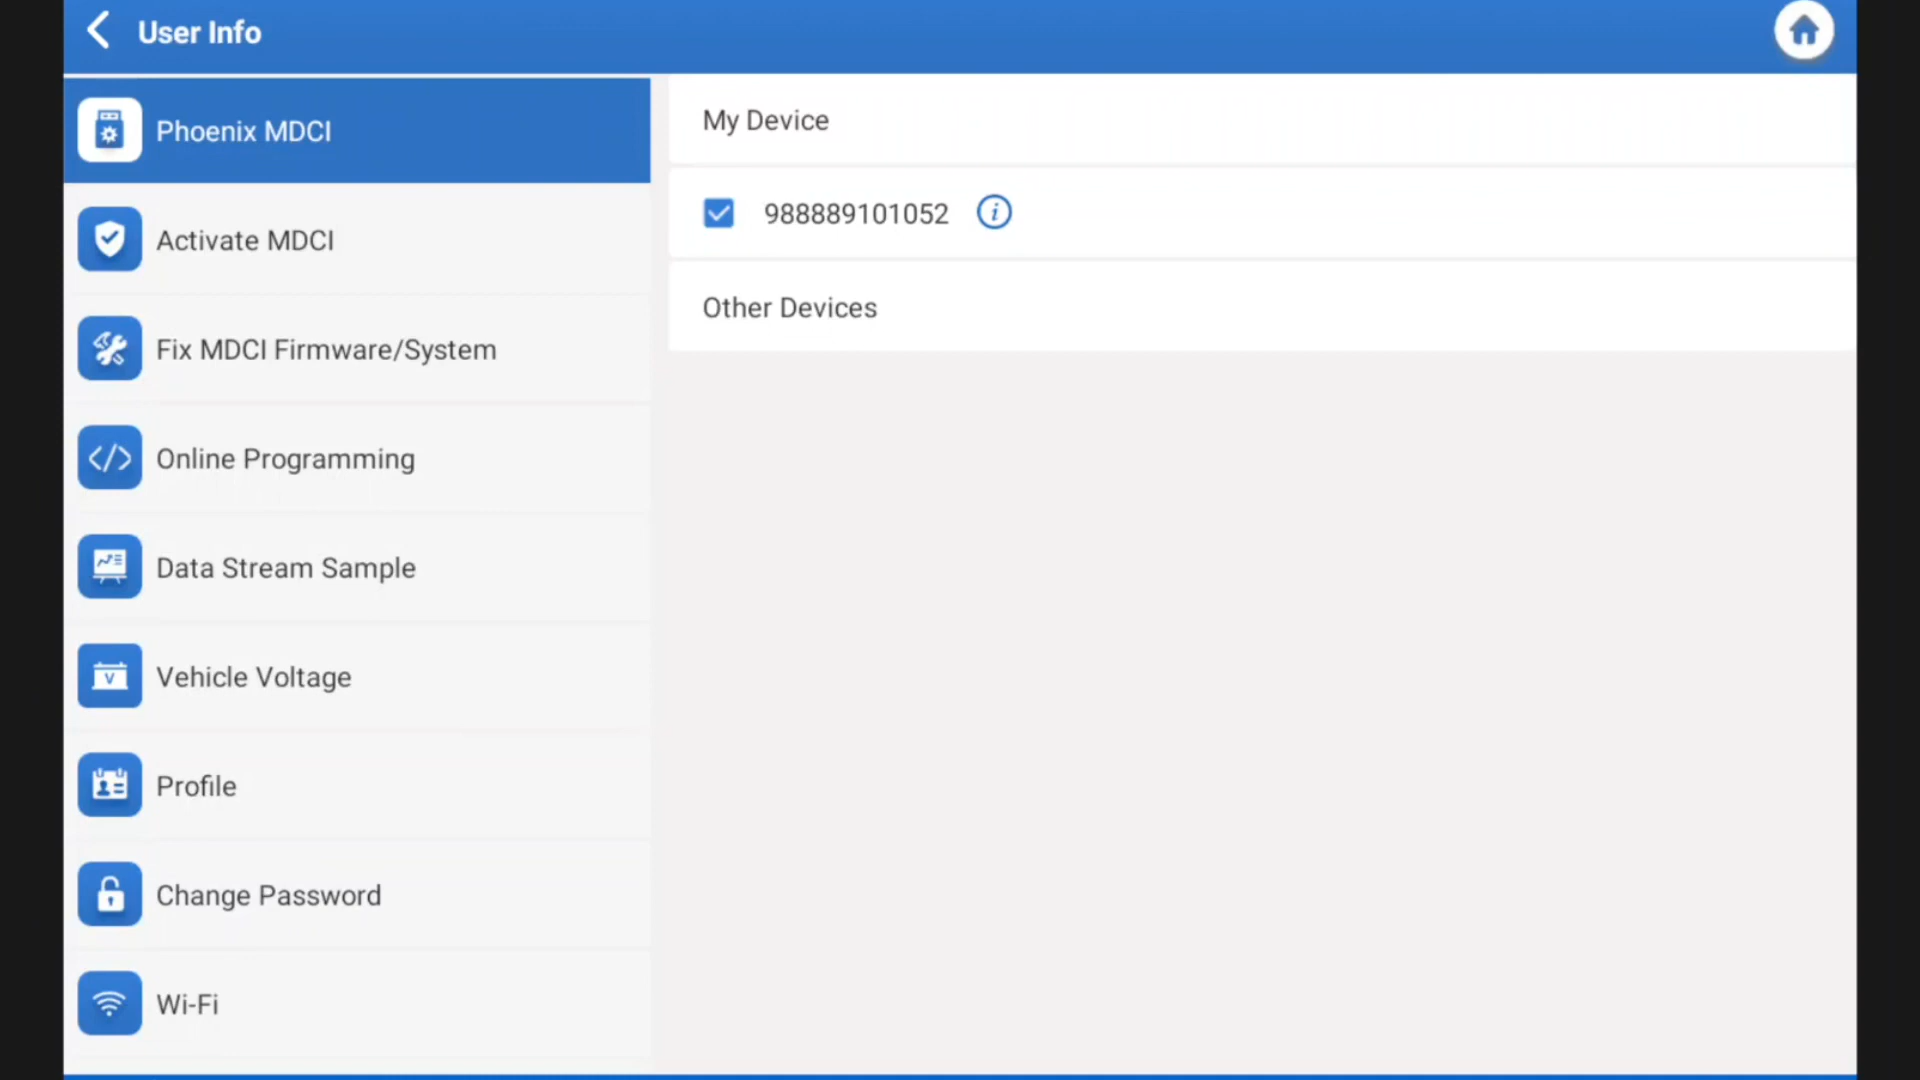 User Info
Phoenix MDCI
Activate MDCI
Fix MDCI Firmware/System
Online Programming
Data Stream Sample
V
Vehicle Voltage
Profile
Change Password
Wi-Fi
My Device
988889101052
i
Other Devices